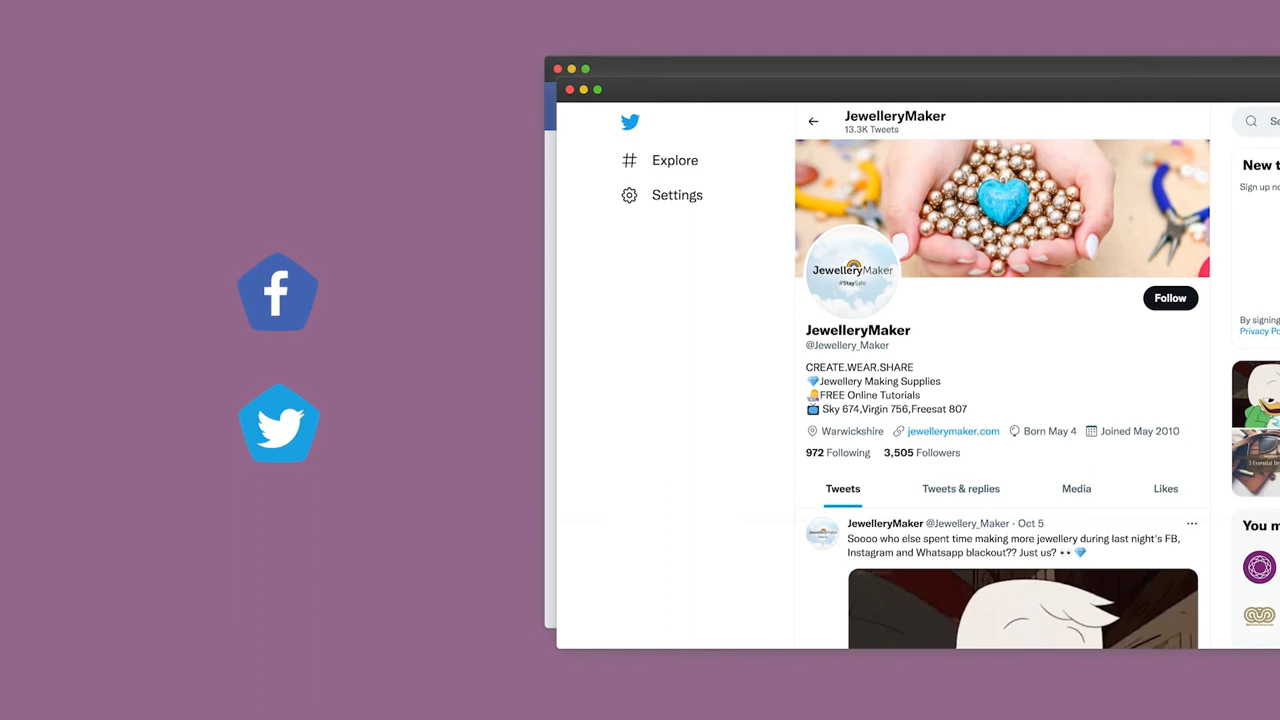 JewelleryMaker
13.3K Tweets
Explore
Settings
Se
New t
Sign up no
JewelleryMaker
#StaySafe
Follow
By signing
Privacy Po
JewelleryMaker
@Jewellery_Maker
CREATE.WEAR.SHARE
💎Jewellery Making Supplies
FREE Online Tutorials
📺 Sky 674,Virgin 756,Freesat 807
Warwickshire jewellerymaker.com Born May 4 Joined May 2010
972 Following 3,505 Followers
Tweets Tweets & replies Media Likes
JewelleryMaker @Jewellery_Maker · Oct 5
Soooo who else spent time making more jewellery during last night's FB,
Instagram and Whatsapp blackout?? Just us? 👀 💎
You m